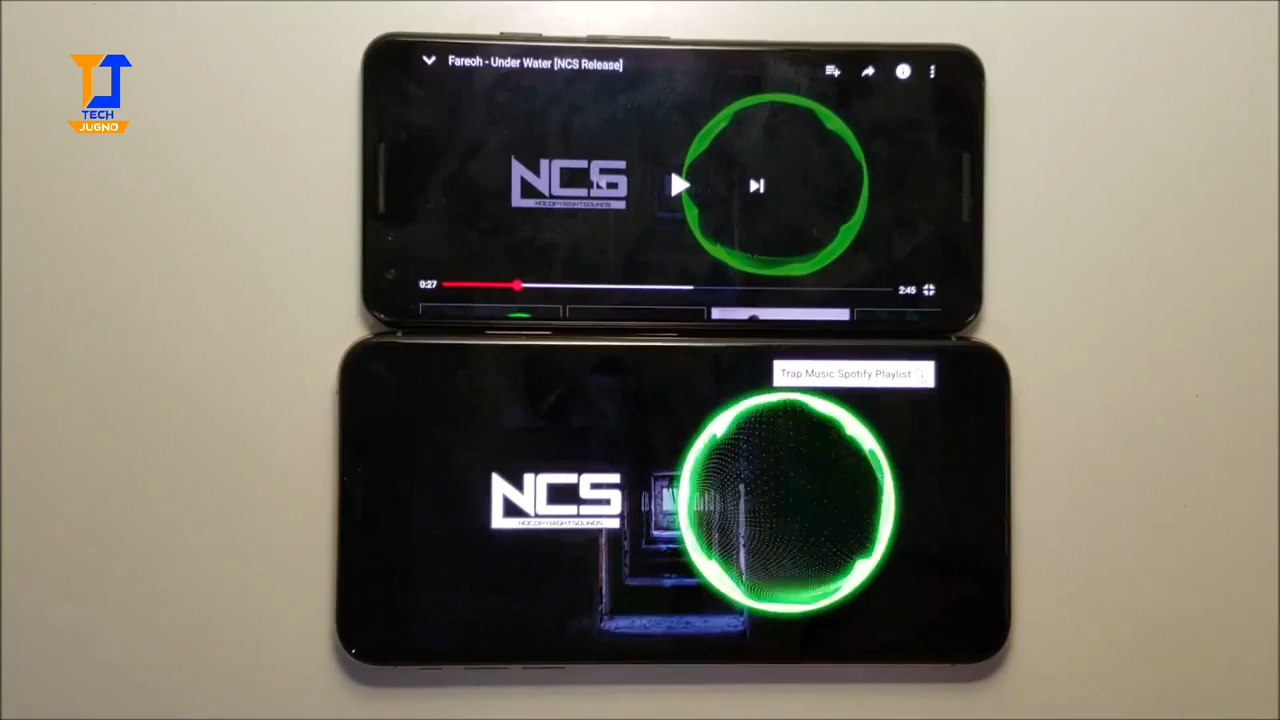 TECH
JUGNO
Fareoh - Under Water [NCS Release]
NCS
NOCOPYRIGHTSOUNDS
0:27
2:45
Trap Music Spotify Playlist
NCS
NOCOPYRIGHTSOUNDS